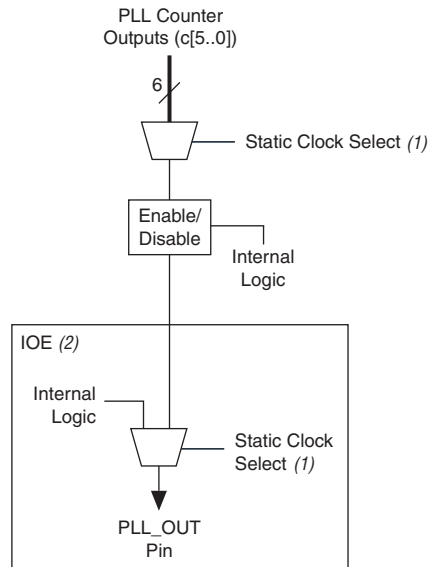 PLL Counter
Outputs (c[5..0])
6
Static Clock Select (1)
Enable/
Disable
Internal
Logic
IOE (2)
Internal
Logic
Static Clock
Select (1)
PLL_OUT
Pin